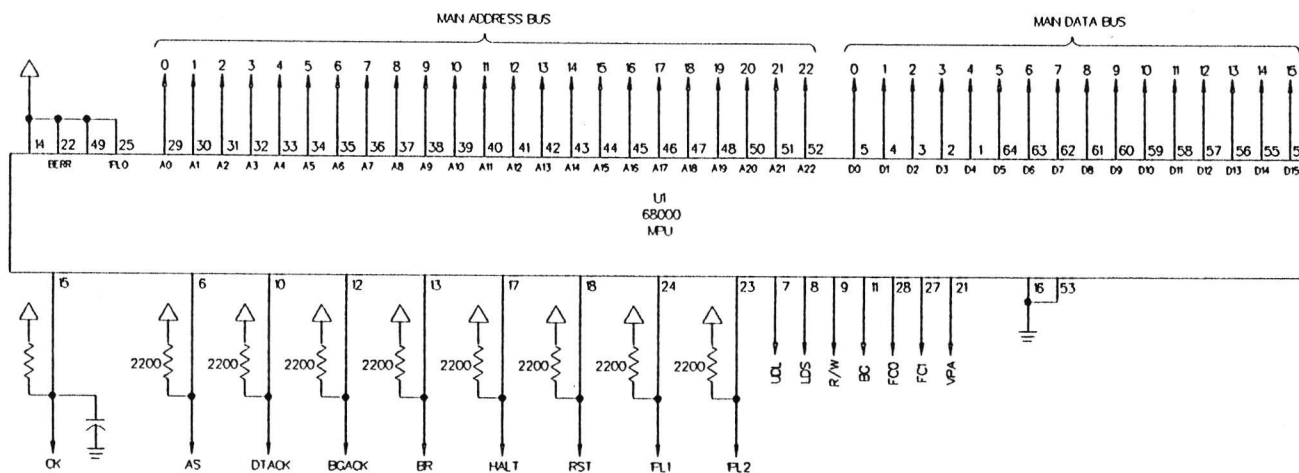 MAIN ADDRESS BUS
MAIN DATA BUS
0 1 2 3 4 5 6 7 8 9 10 11 12 13 14 15 16 17 18 19 20 21 22
0 1 2 3 4 5 6 7 8 9 10 11 12 13 14 15
14 22 49 25 29 30 31 32 33 34 35 36 37 38 39 40 41 42 43 44 45 46 47 48 50 51 52
5 4 3 2 1 64 63 62 61 60 59 58 57 56 55
BERR IPL0 A0 A1 A2 A3 A4 A5 A6 A7 A8 A9 A10 A11 A12 A13 A14 A15 A16 A17 A18 A19 A20 A21 A22
D0 D1 D2 D3 D4 D5 D6 D7 D8 D9 D10 D11 D12 D13 D14 D15
U1
68000
MPU
15 6 10 12 13 17 18 24 23 7 8 9 11 28 27 21 16 53
2200 2200 2200 2200 2200 2200 2200 2200
UDL LDS R/W BG FC0 FC1 VPA
CK AS DTACK BGACK BR HALT RST IPL1 IPL2